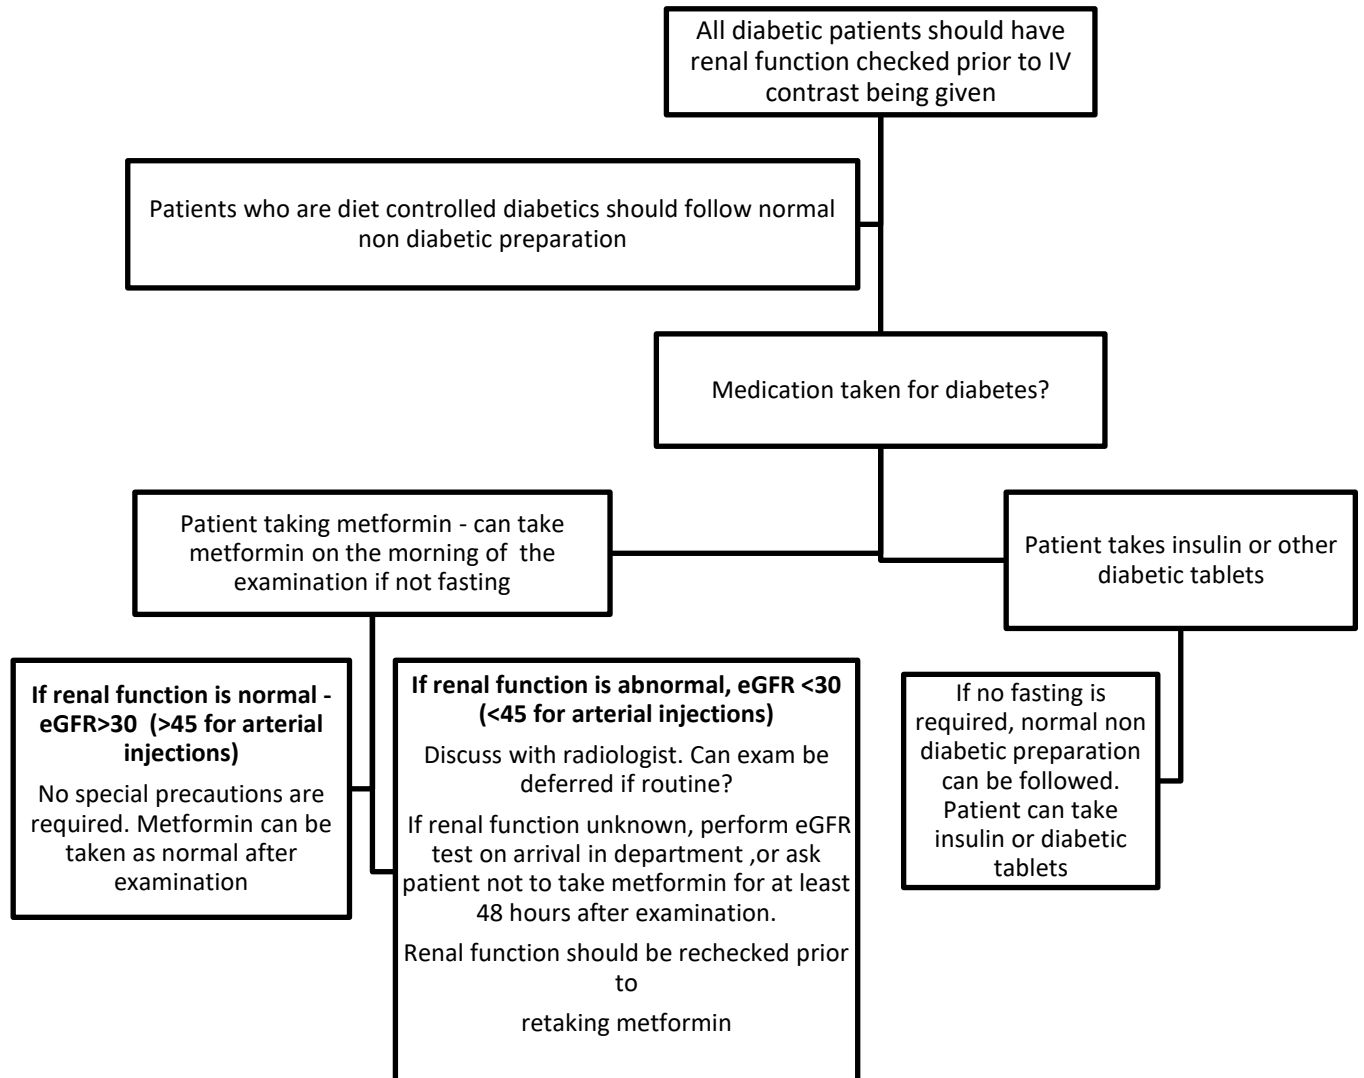 All diabetic patients should have
renal function checked prior to IV
contrast being given
Patients who are diet controlled diabetics should follow normal
non diabetic preparation
Medication taken for diabetes?
Patient taking metformin - can take
metformin on the morning of the
examination if not fasting
Patient takes insulin or other
diabetic tablets
If renal function is normal -
eGFR>30 (>45 for arterial
injections)
No special precautions are
required. Metformin can be
taken as normal after
examination
If renal function is abnormal, eGFR <30
(<45 for arterial injections)
Discuss with radiologist. Can exam be
deferred if routine?
If renal function unknown, perform eGFR
test on arrival in department ,or ask
patient not to take metformin for at least
48 hours after examination.
Renal function should be rechecked prior
to
retaking metformin
If no fasting is
required, normal non
diabetic preparation
can be followed.
Patient can take
insulin or diabetic
tablets